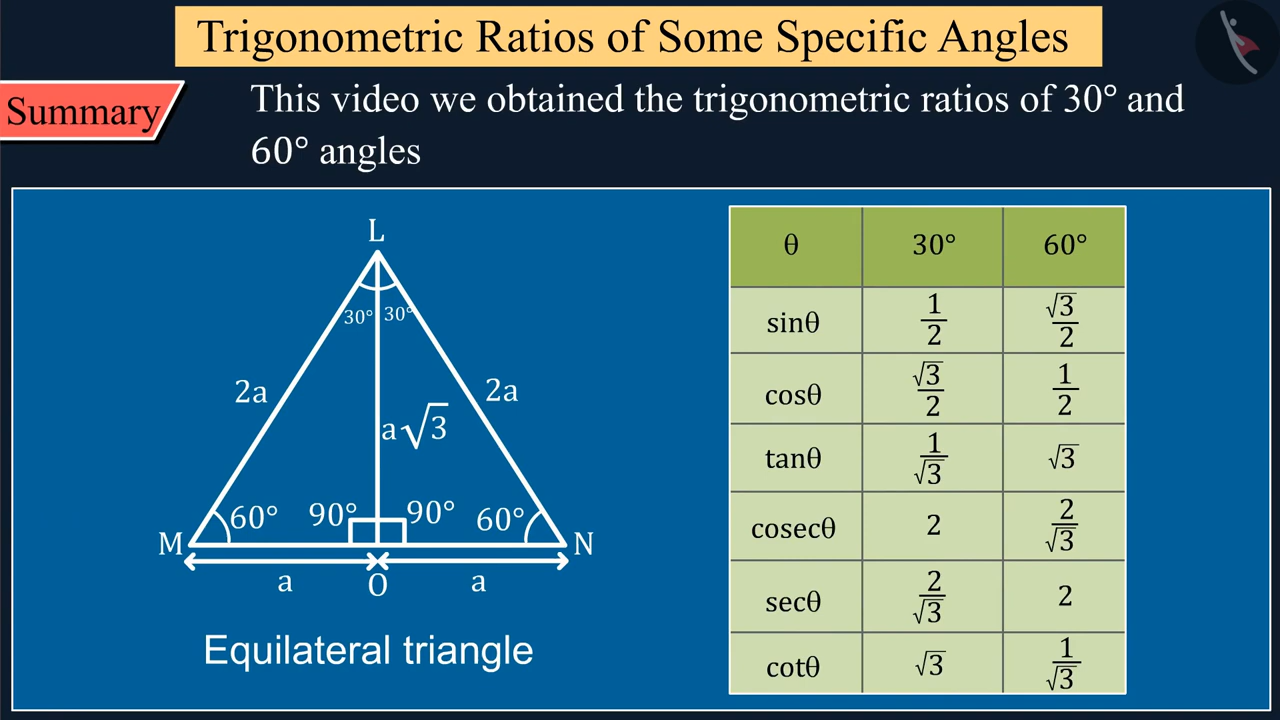 Trigonometric Ratios of Some Specific Angles
Summary
This video we obtained the trigonometric ratios of 30° and
60° angles
L
30° 30°
2a 2a
a√3
60° 90° 90° 60°
M N
a O a
Equilateral triangle
θ 30° 60°
sinθ 1/2 √3/2
cosθ √3/2 1/2
tanθ 1/√3 √3
cosecθ 2 2/√3
secθ 2/√3 2
cotθ √3 1/√3